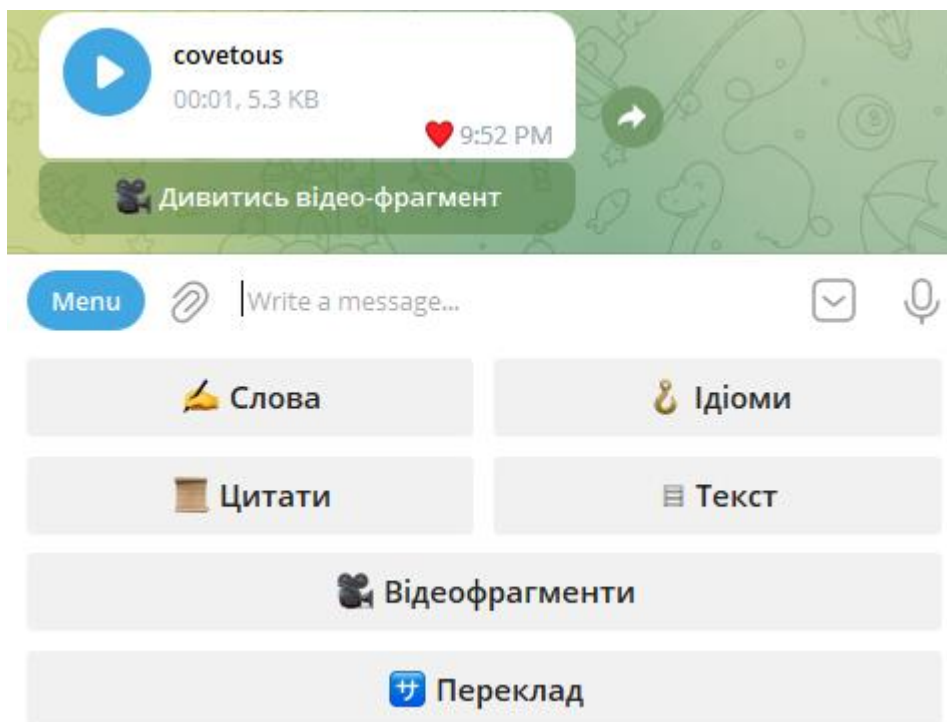 covetous
00:01, 5.3 KB
9:52 PM
Дивитись відео-фрагмент
Menu
Write a message...
Слова
Ідіоми
Цитати
Текст
Відеофрагменти
サ Переклад